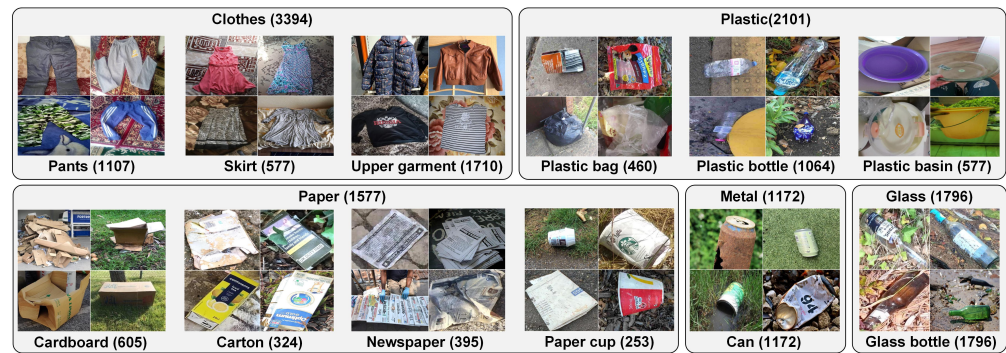 Clothes (3394)
Pants (1107)
Skirt (577)
Upper garment (1710)
Plastic(2101)
Plastic bag (460)
Plastic bottle (1064)
Plastic basin (577)
Paper (1577)
Cardboard (605)
Carton (324)
Newspaper (395)
Paper cup (253)
Metal (1172)
94
Can (1172)
Glass (1796)
Glass bottle (1796)